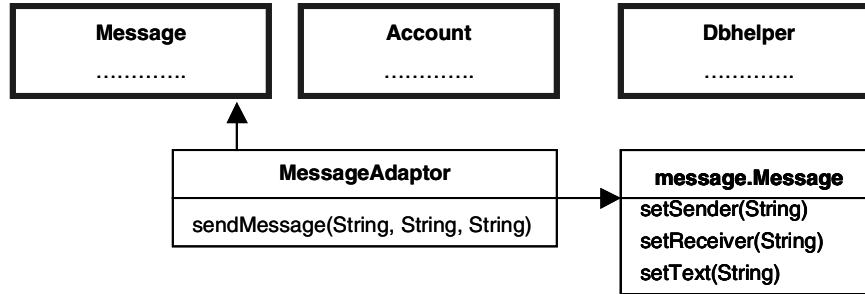 Message
………….
Account
………….
Dbhelper
………….
MessageAdaptor
sendMessage(String, String, String)
message.Message
setSender(String)
setReceiver(String)
setText(String)